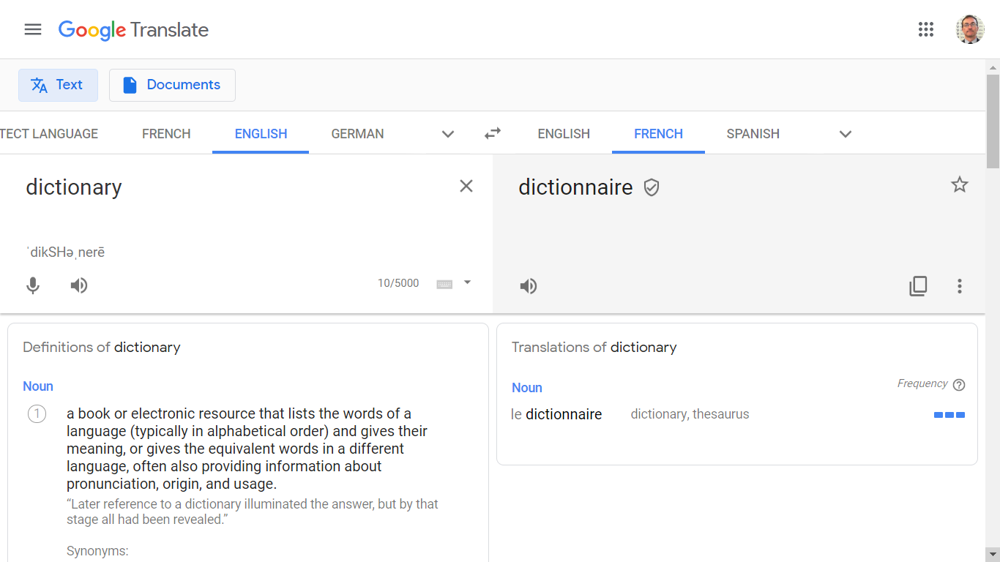 Google Translate
Text
Documents
TECT LANGUAGE
FRENCH
ENGLISH
GERMAN
ENGLISH
FRENCH
SPANISH
dictionary
dictionnaire
ˈdikSHəˌnerē
10/5000
Definitions of dictionary
Noun
1
a book or electronic resource that lists the words of a
language (typically in alphabetical order) and gives their
meaning, or gives the equivalent words in a different
language, often also providing information about
pronunciation, origin, and usage.
“Later reference to a dictionary illuminated the answer, but by that
stage all had been revealed.”
Synonyms:
Translations of dictionary
Noun
Frequency
le dictionnaire
dictionary, thesaurus